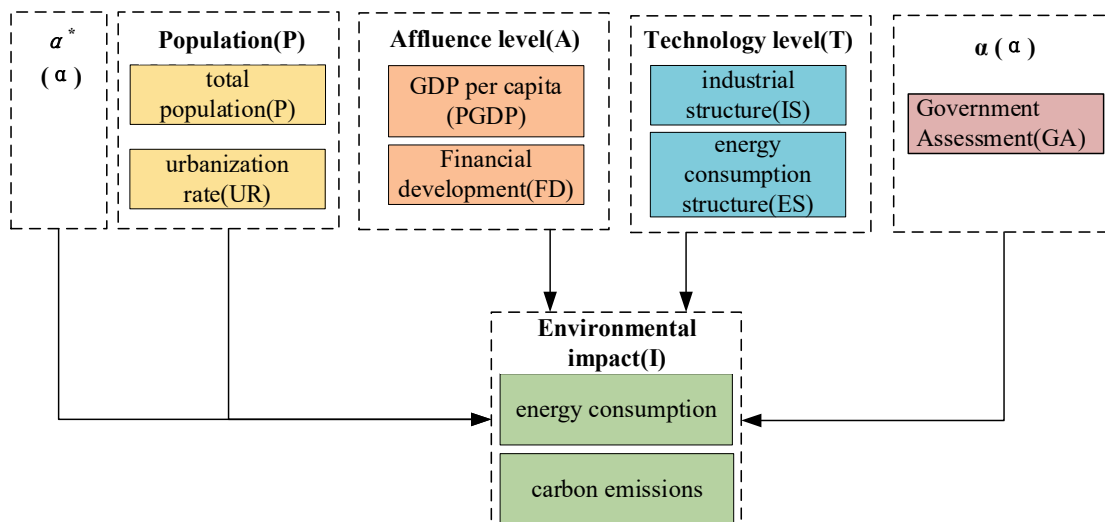 α*
(α)
Population(P)
total
population(P)
urbanization
rate(UR)
Affluence level(A)
GDP per capita
(PGDP)
Financial
development(FD)
Technology level(T)
industrial
structure(IS)
energy
consumption
structure(ES)
α (α)
Government
Assessment(GA)
Environmental
impact(I)
energy consumption
carbon emissions